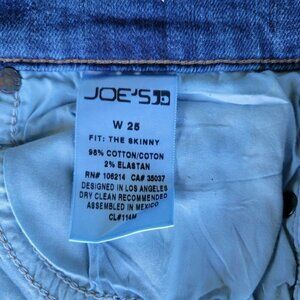 JOE'S
W 25
FIT: THE SKINNY
98% COTTON/COTON
2% ELASTAN
RN# 106214 CA# 35037
DESIGNED IN LOS ANGELES
DRY CLEAN RECOMMENDED
ASSEMBLED IN MEXICO
CL#114M